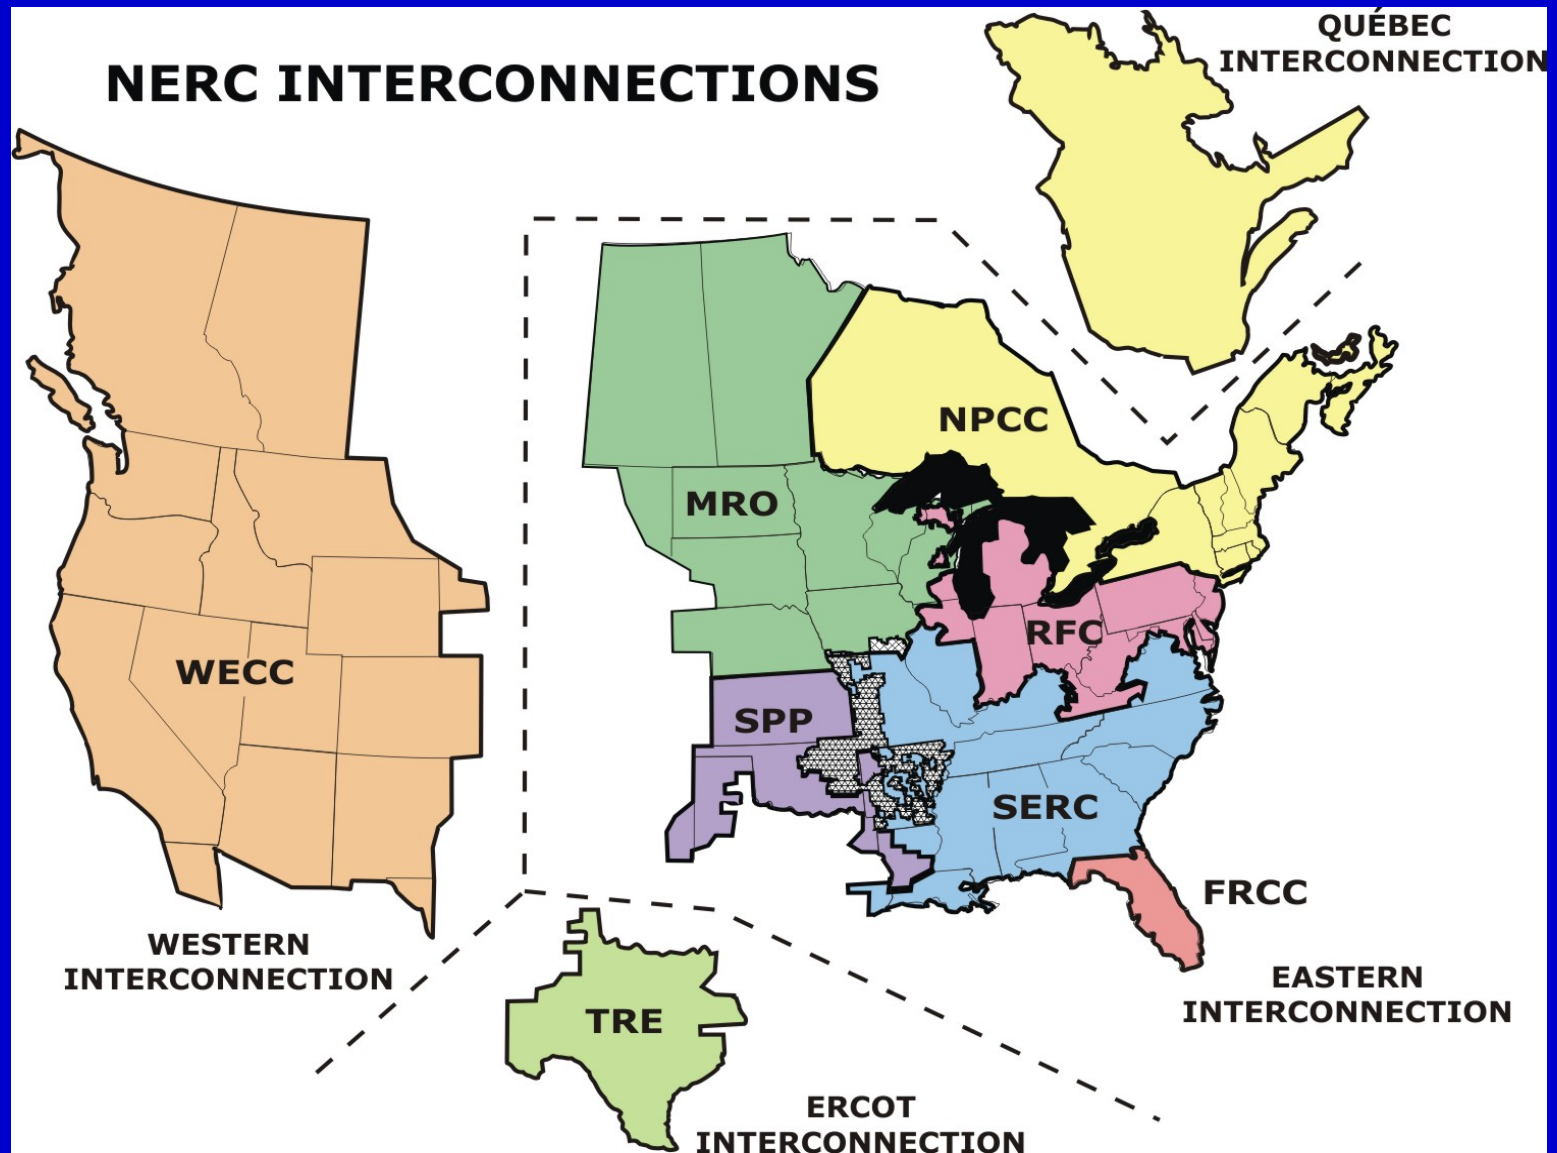 QUÉBEC
INTERCONNECTION
NERC INTERCONNECTIONS
NPCC
MRO
RFC
WECC
SPP
SERC
FRCC
WESTERN
INTERCONNECTION
EASTERN
INTERCONNECTION
TRE
ERCOT
INTERCONNECTION